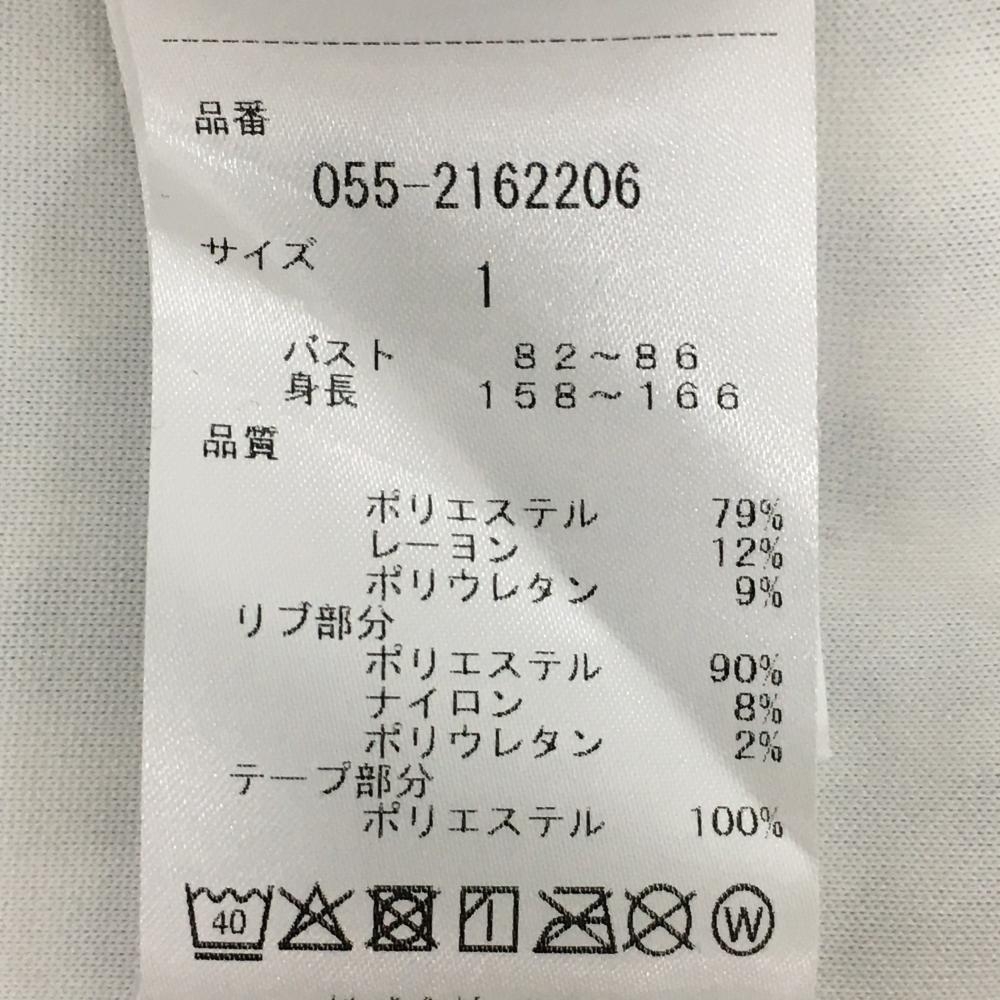 品番
055-2162206
サイズ
1
バスト 82～86
身長 158～166
品質
ポリエステル 79%
レーヨン 12%
ポリウレタン 9%
リブ部分
ポリエステル 90%
ナイロン 8%
ポリウレタン 2%
テープ部分
ポリエステル 100%
40 W